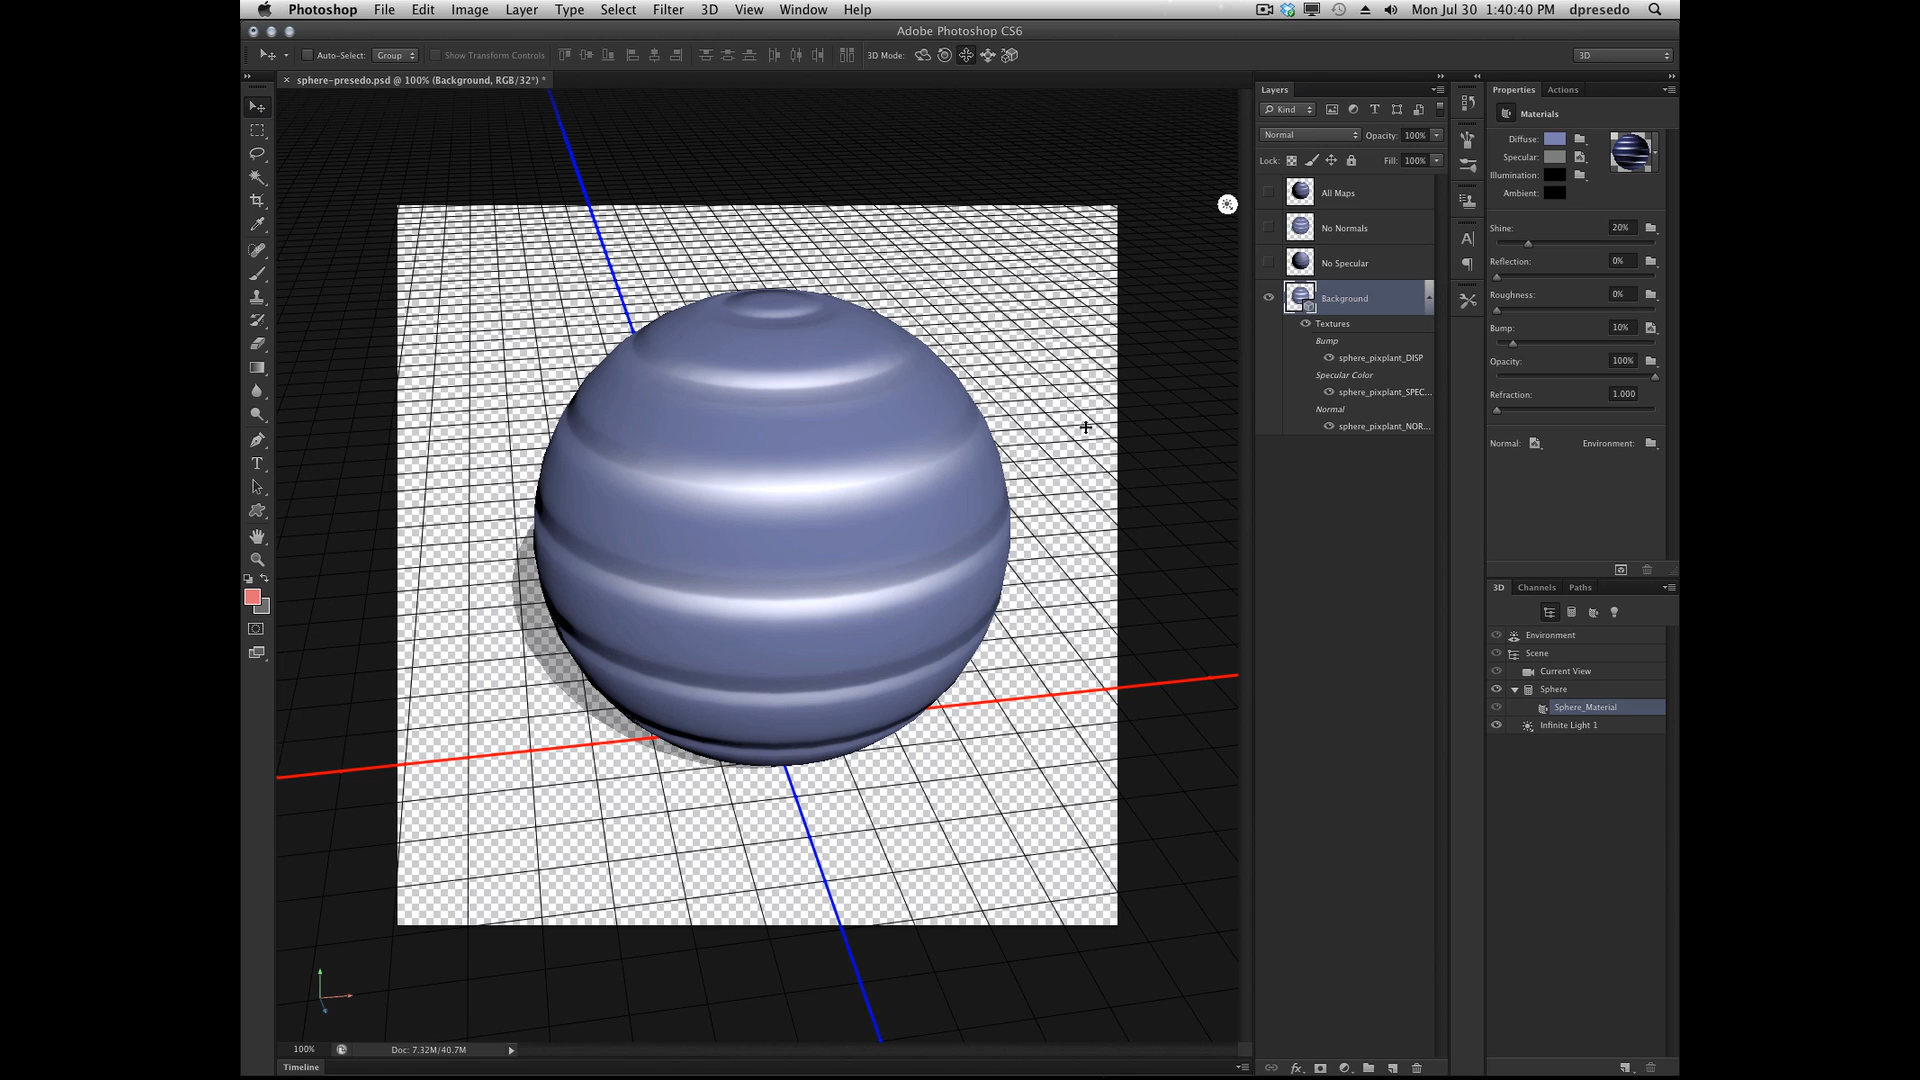 Photoshop File Edit Image Layer Type Select Filter 3D View Window Help
Mon Jul 30 1:40:40 PM dpresedo
Adobe Photoshop CS6
Auto-Select: Group Show Transform Controls 3D Mode: 3D
× sphere-presedo.psd @ 100% (Background, RGB/32*) *
Layers
Kind
Normal Opacity: 100%
Lock: Fill: 100%
All Maps
No Normals
No Specular
Background
Textures
Bump
sphere_pixplant_DISP
Specular Color
sphere_pixplant_SPEC...
Normal
sphere_pixplant_NOR...
Properties Actions
Materials
Diffuse:
Specular:
Illumination:
Ambient:
Shine: 20%
Reflection: 0%
Roughness: 0%
Bump: 10%
Opacity: 100%
Refraction: 1.000
Normal: Environment:
3D Channels Paths
Environment
Scene
Current View
Sphere
Sphere_Material
Infinite Light 1
100% Doc: 7.32M/40.7M
Timeline